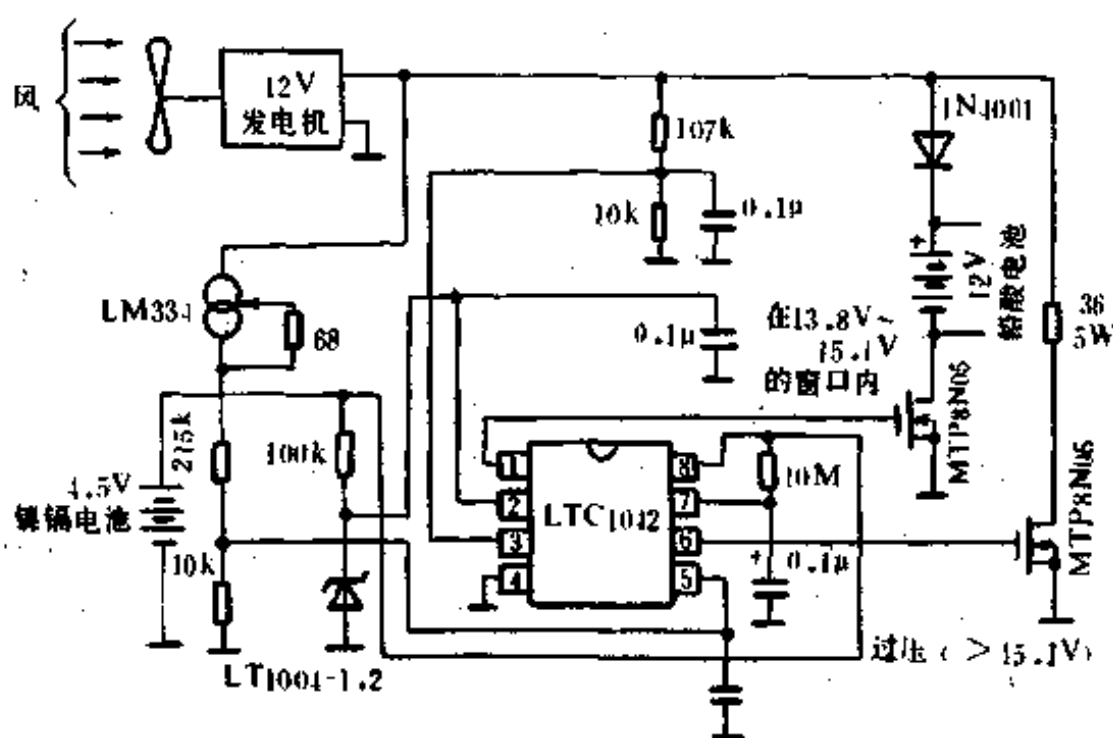 风
12V
发电机
1N4001
107k
10k
0.1μ
12V
铅酸电池
LM334
68
0.1μ
在13.8V~
15.1V
的窗口内
36
5W
MTP8N05
215k
100k
4.5V
镍镉电池
10k
1
2
3
4
LTC1042
8
7
6
5
10M
0.1μ
MTP8N05
LT1004-1.2
过压(>15.1V)